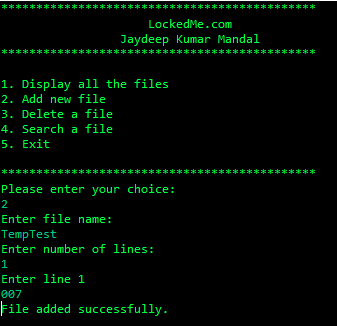 *********************************************
LockedMe.com
Jaydeep Kumar Mandal
*********************************************
1. Display all the files
2. Add new file
3. Delete a file
4. Search a file
5. Exit
*********************************************
Please enter your choice:
2
Enter file name:
TempTest
Enter number of lines:
1
Enter line 1
007
File added successfully.